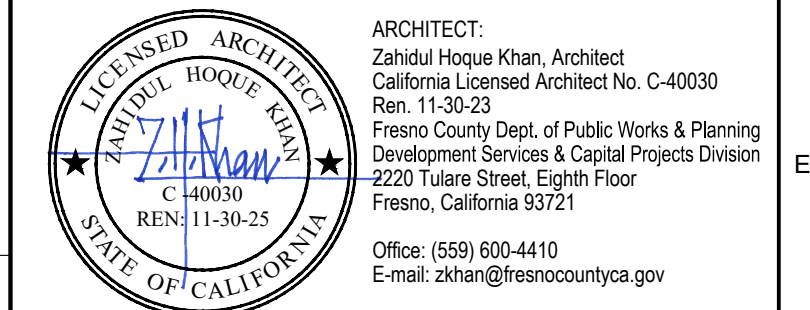 LICENSED ARCHITECT
ZAHIDUL HOQUE KHAN
Z.H.Khan
C -40030
REN: 11-30-25
STATE OF CALIFORNIA
ARCHITECT:
Zahidul Hoque Khan, Architect
California Licensed Architect No. C-40030
Ren. 11-30-23
Fresno County Dept. of Public Works & Planning
Development Services & Capital Projects Division
2220 Tulare Street, Eighth Floor
Fresno, California 93721
Office: (559) 600-4410
E-mail: zkhan@fresnocountyca.gov
E